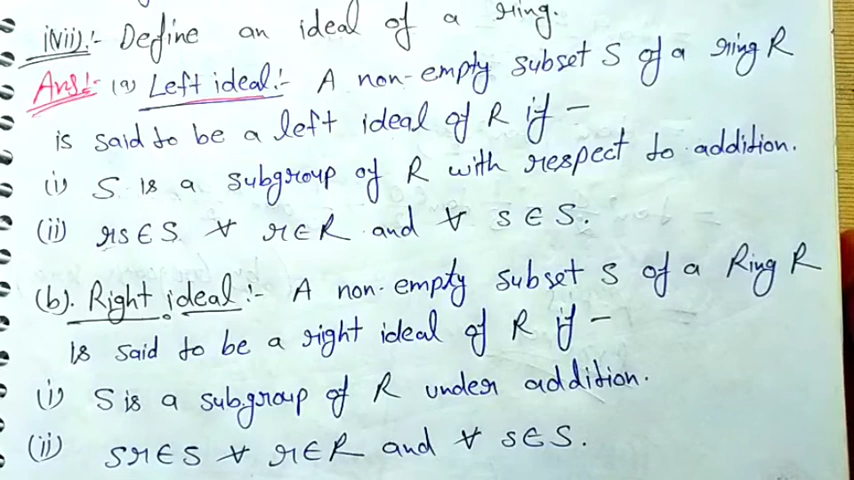 i(vii):- Define an ideal of a ring.
Ans:- (a) Left ideal:- A non-empty subset S of a ring R
is said to be a left ideal of R if —
(i) S is a subgroup of R with respect to addition.
(ii) rs ∈ S ∀ r ∈ R and ∀ s ∈ S.
(b). Right ideal:- A non-empty subset S of a Ring R
is said to be a right ideal of R if —
(i) S is a subgroup of R under addition.
(ii) sr ∈ S ∀ r ∈ R and ∀ s ∈ S.